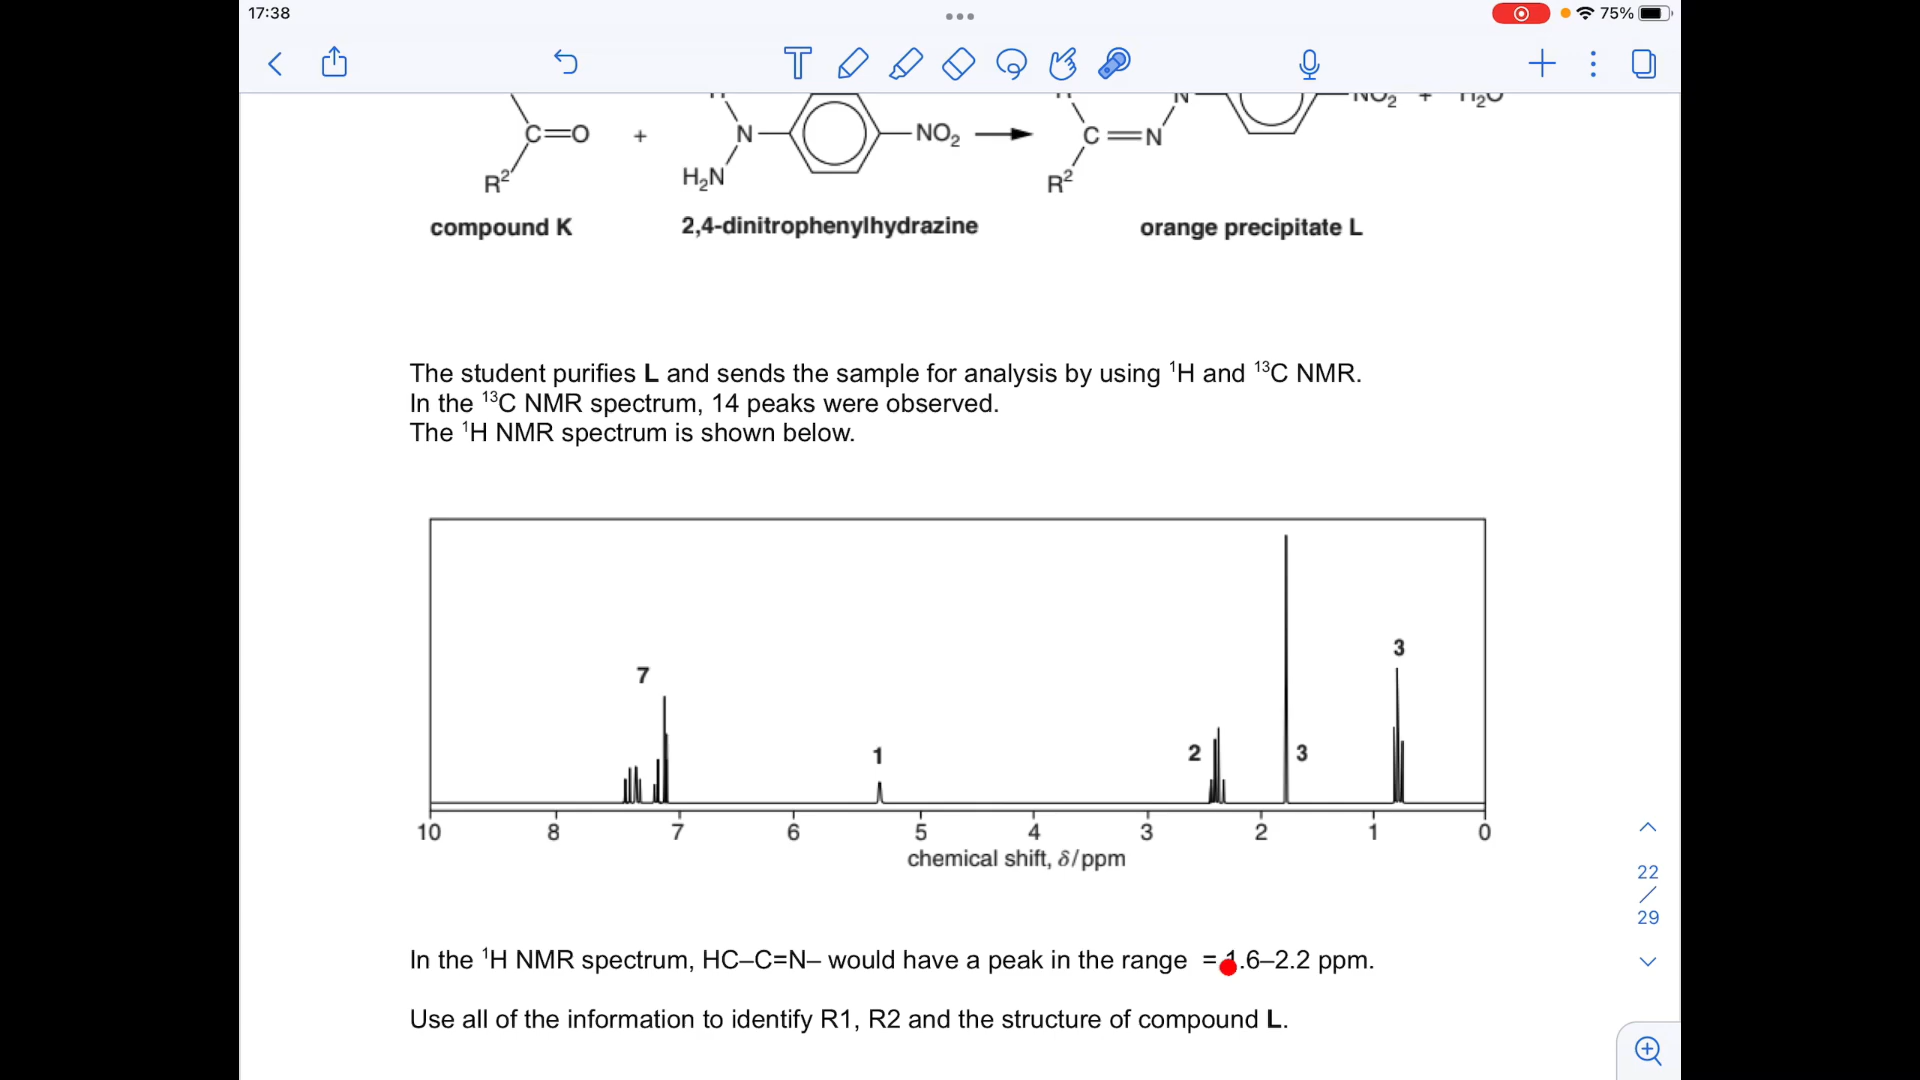 17:38
75%
NO2 + H2O
C=O + N NO2 C=N
H2N
R2 R2
compound K 2,4-dinitrophenylhydrazine orange precipitate L
The student purifies L and sends the sample for analysis by using 1H and 13C NMR.
In the 13C NMR spectrum, 14 peaks were observed.
The 1H NMR spectrum is shown below.
3
7
1 2 3
10 8 7 6 5 4 3 2 1 0
chemical shift, δ/ppm
22
/
29
In the 1H NMR spectrum, HC–C=N– would have a peak in the range = 1.6–2.2 ppm.
Use all of the information to identify R1, R2 and the structure of compound L.